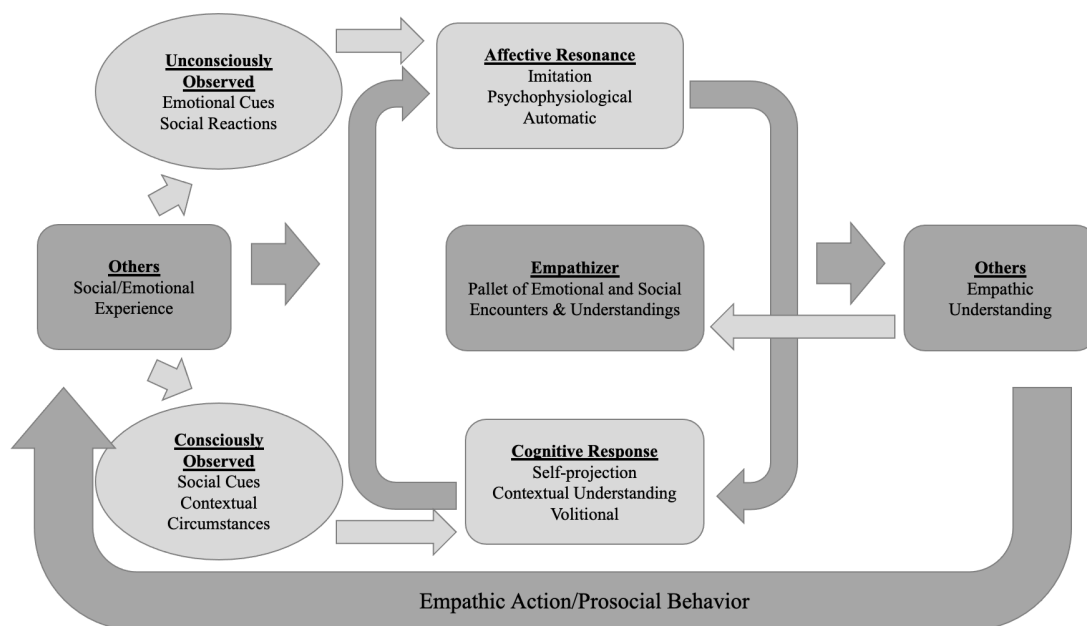 Unconsciously
Observed
Emotional Cues
Social Reactions
Affective Resonance
Imitation
Psychophysiological
Automatic
Others
Social/Emotional
Experience
Empathizer
Pallet of Emotional and Social
Encounters & Understandings
Others
Empathic
Understanding
Consciously
Observed
Social Cues
Contextual
Circumstances
Cognitive Response
Self-projection
Contextual Understanding
Volitional
Empathic Action/Prosocial Behavior